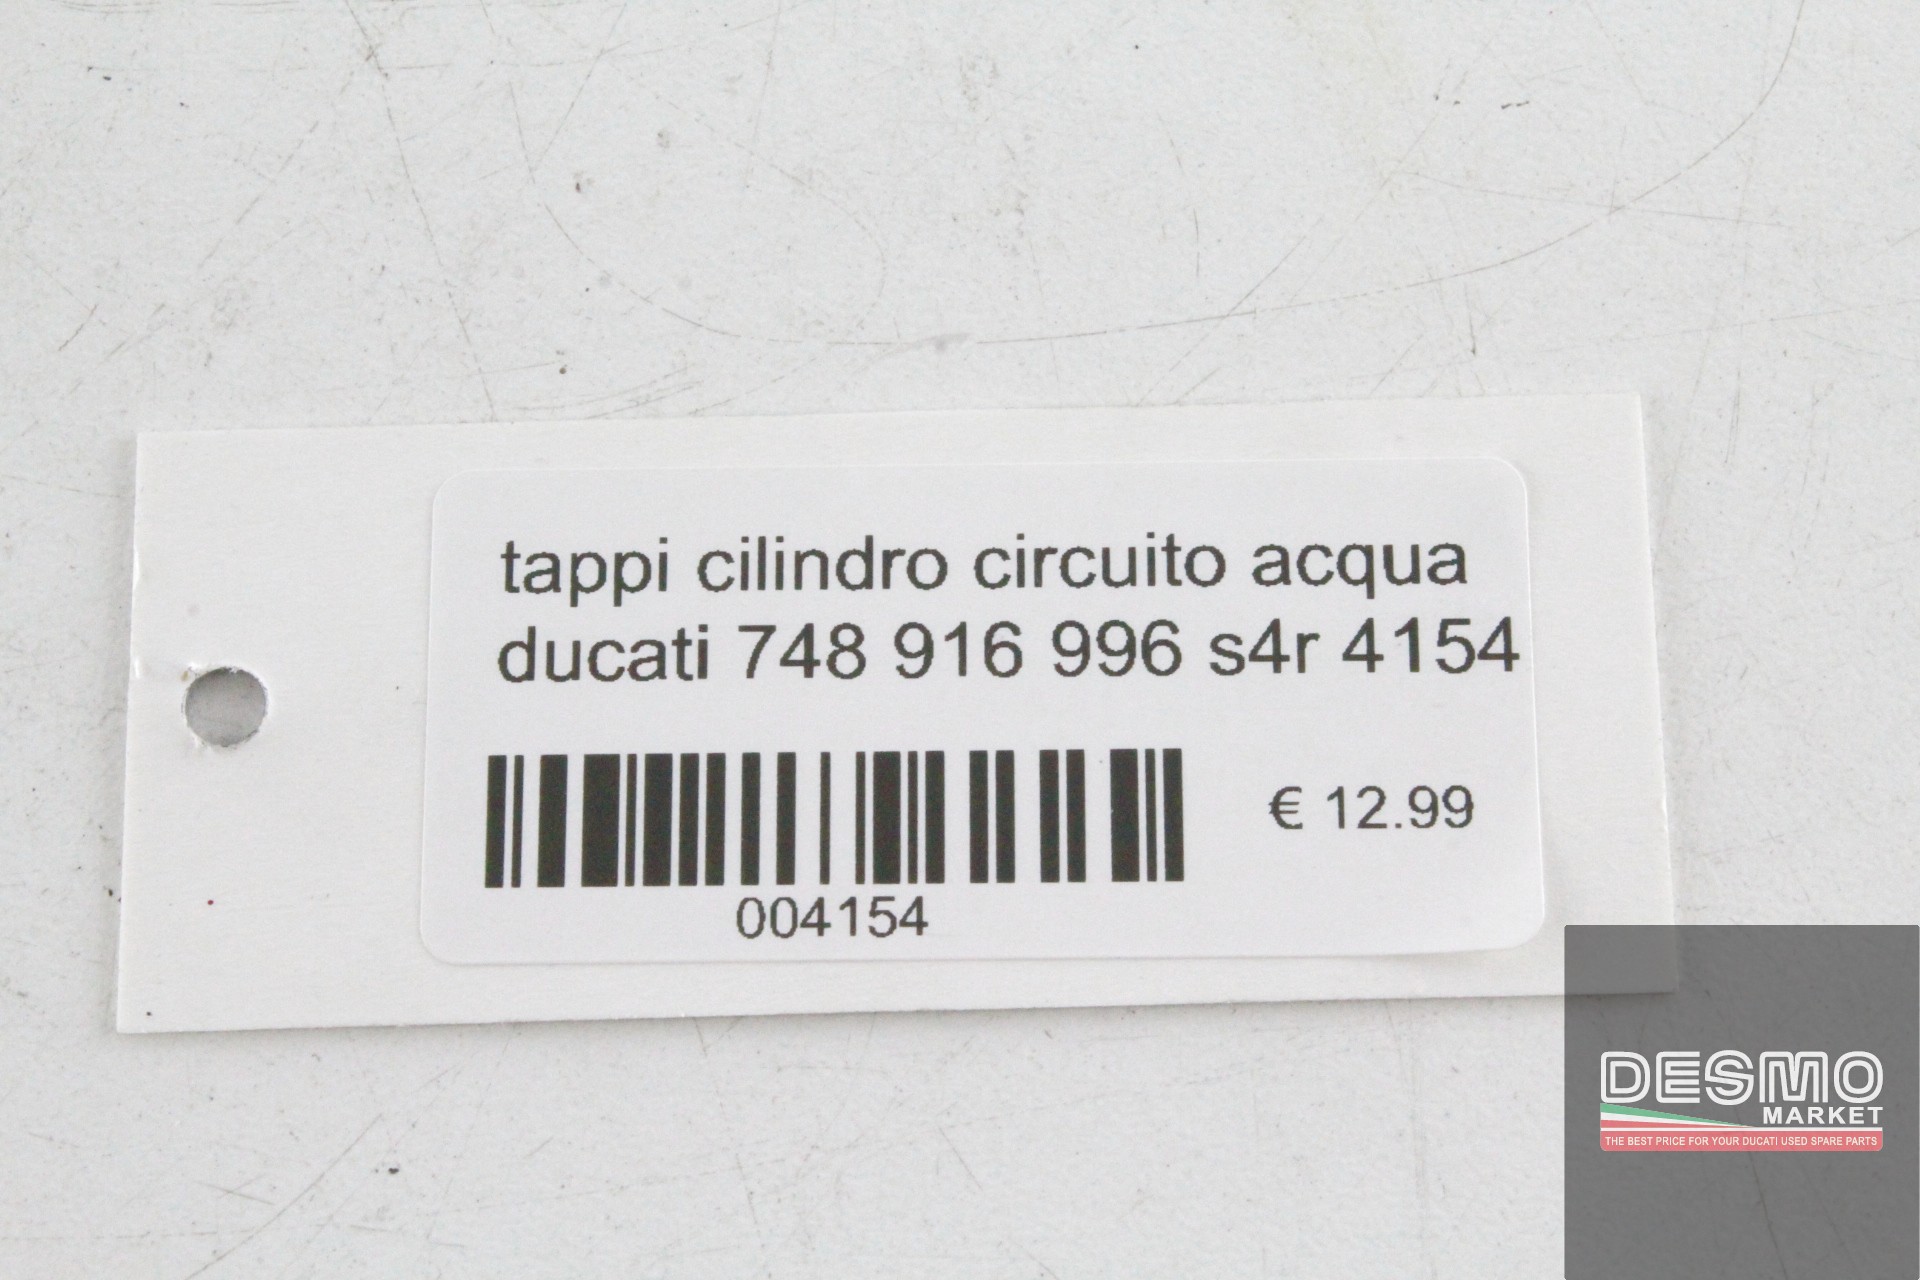 tappi cilindro circuito acqua
ducati 748 916 996 s4r 4154
€ 12.99
004154
DESMO
MARKET
THE BEST PRICE FOR YOUR DUCATI USED SPARE PARTS